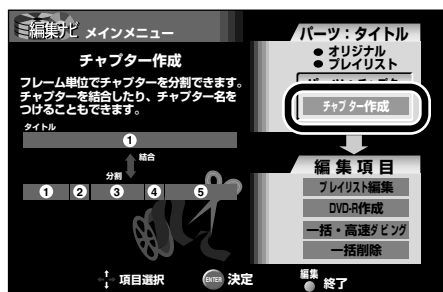 編集ナビ メインメニュー
チャプター作成
フレーム単位でチャプターを分割できます。
チャプターを結合したり、チャプター名を
つけることもできます。
タイトル
1
結合
分割
1 2 3 4 5
パーツ：タイトル
● オリジナル
● プレイリスト
チャプター作成
編集項目
プレイリスト編集
DVD-R作成
一括・高速ダビング
一括削除
項目選択
ENTER 決定
編集
終了